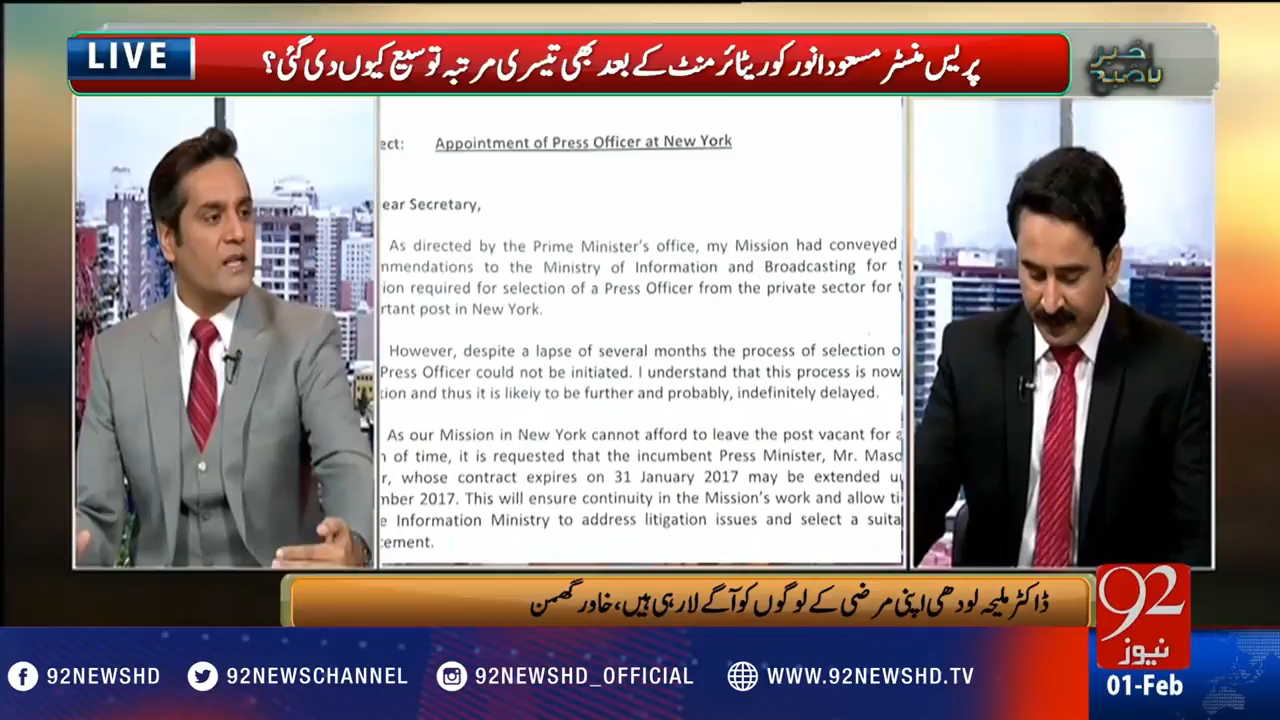 LIVE
پریس منسٹر مسعود انور کو ریٹائرمنٹ کے بعد بھی تیسری مرتبہ توسیع کیوں دی گئی؟
ect: Appointment of Press Officer at New York
ear Secretary,
As directed by the Prime Minister's office, my Mission had conveyed
nmendations to the Ministry of Information and Broadcasting for t
ion required for selection of a Press Officer from the private sector for t
rtant post in New York.
However, despite a lapse of several months the process of selection o
Press Officer could not be initiated. I understand that this process is now
tion and thus it is likely to be further and probably, indefinitely delayed.
As our Mission in New York cannot afford to leave the post vacant for a
n of time, it is requested that the incumbent Press Minister, Mr. Maso
r, whose contract expires on 31 January 2017 may be extended u
mber 2017. This will ensure continuity in the Mission's work and allow ti
e Information Ministry to address litigation issues and select a suita
cement.
ڈاکٹر ملیحہ لودھی اپنی مرضی کے لوگوں کو آگے لا رہی ہیں، خاور گھمن
92
نیوز
92NEWSHD 92NEWSCHANNEL 92NEWSHD_OFFICIAL WWW.92NEWSHD.TV
01-Feb